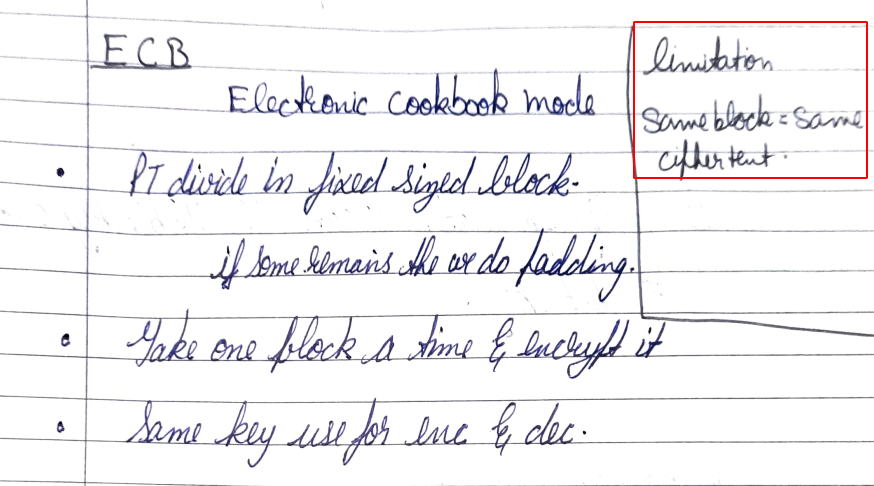 ECB
Electronic Cookbook mode
limitation
Same block = Same
ciphertent.
• PT divide in fixed sized block.
if some remains the we do padding.
• Take one block a time & encrypt it
• Same key use for enc & dec.